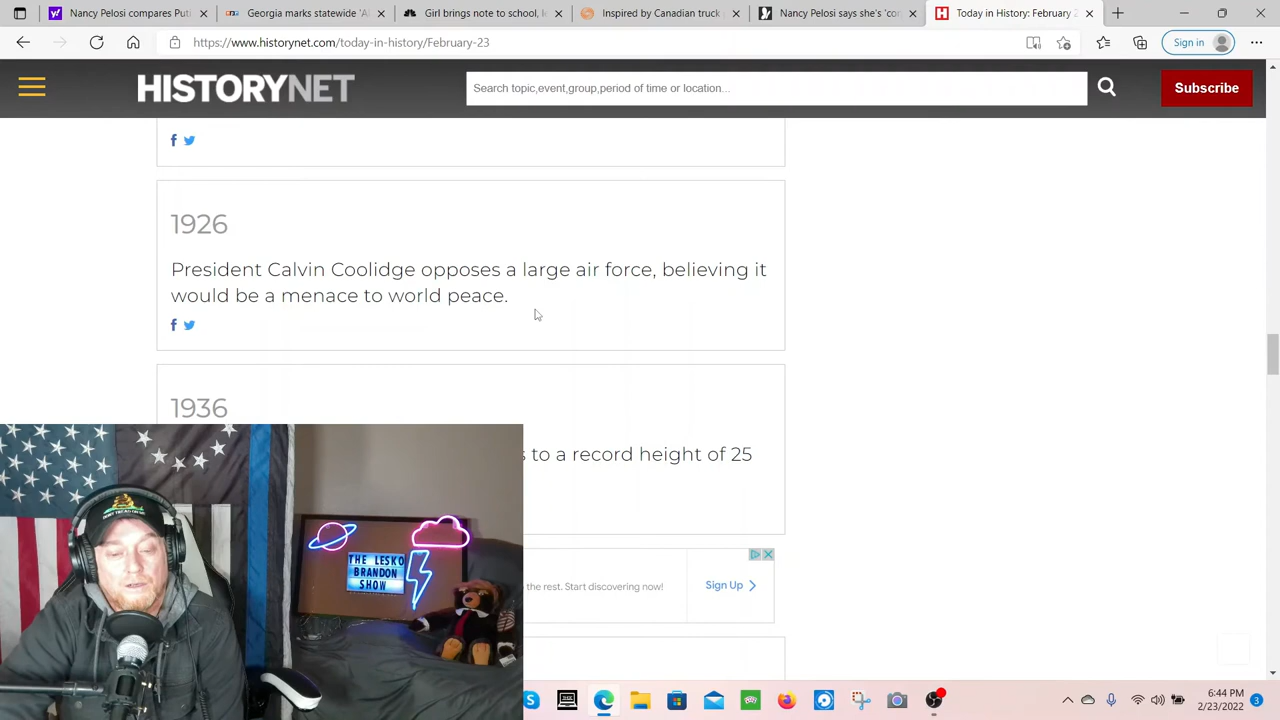 Nancy Pelosi compares Put
Georgia marks statewide 'Al
Girl brings note to school, le
Inspired by Canadian truck
Nancy Pelosi says she's 'cor
Today in History: February 2
https://www.historynet.com/today-in-history/February-23
Sign in
HISTORYNET
Search topic,event,group,period of time or location...
Subscribe
1926
President Calvin Coolidge opposes a large air force, believing it
would be a menace to world peace.
1936
s to a record height of 25
the rest. Start discovering now!
Sign Up
THE LESKO
BRANDON
SHOW
6:44 PM
2/23/2022
3